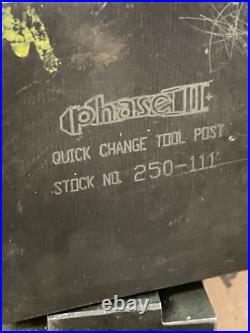 phase II+
QUICK CHANGE TOOL POST
STOCK NO. 250-111